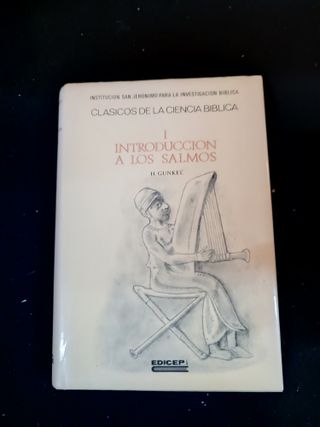 INSTITUCION SAN JERONIMO PARA LA INVESTIGACION BIBLICA
CLASICOS DE LA CIENCIA BIBLICA
I
INTRODUCCION
A LOS SALMOS
H. GUNKEL
EDICEP